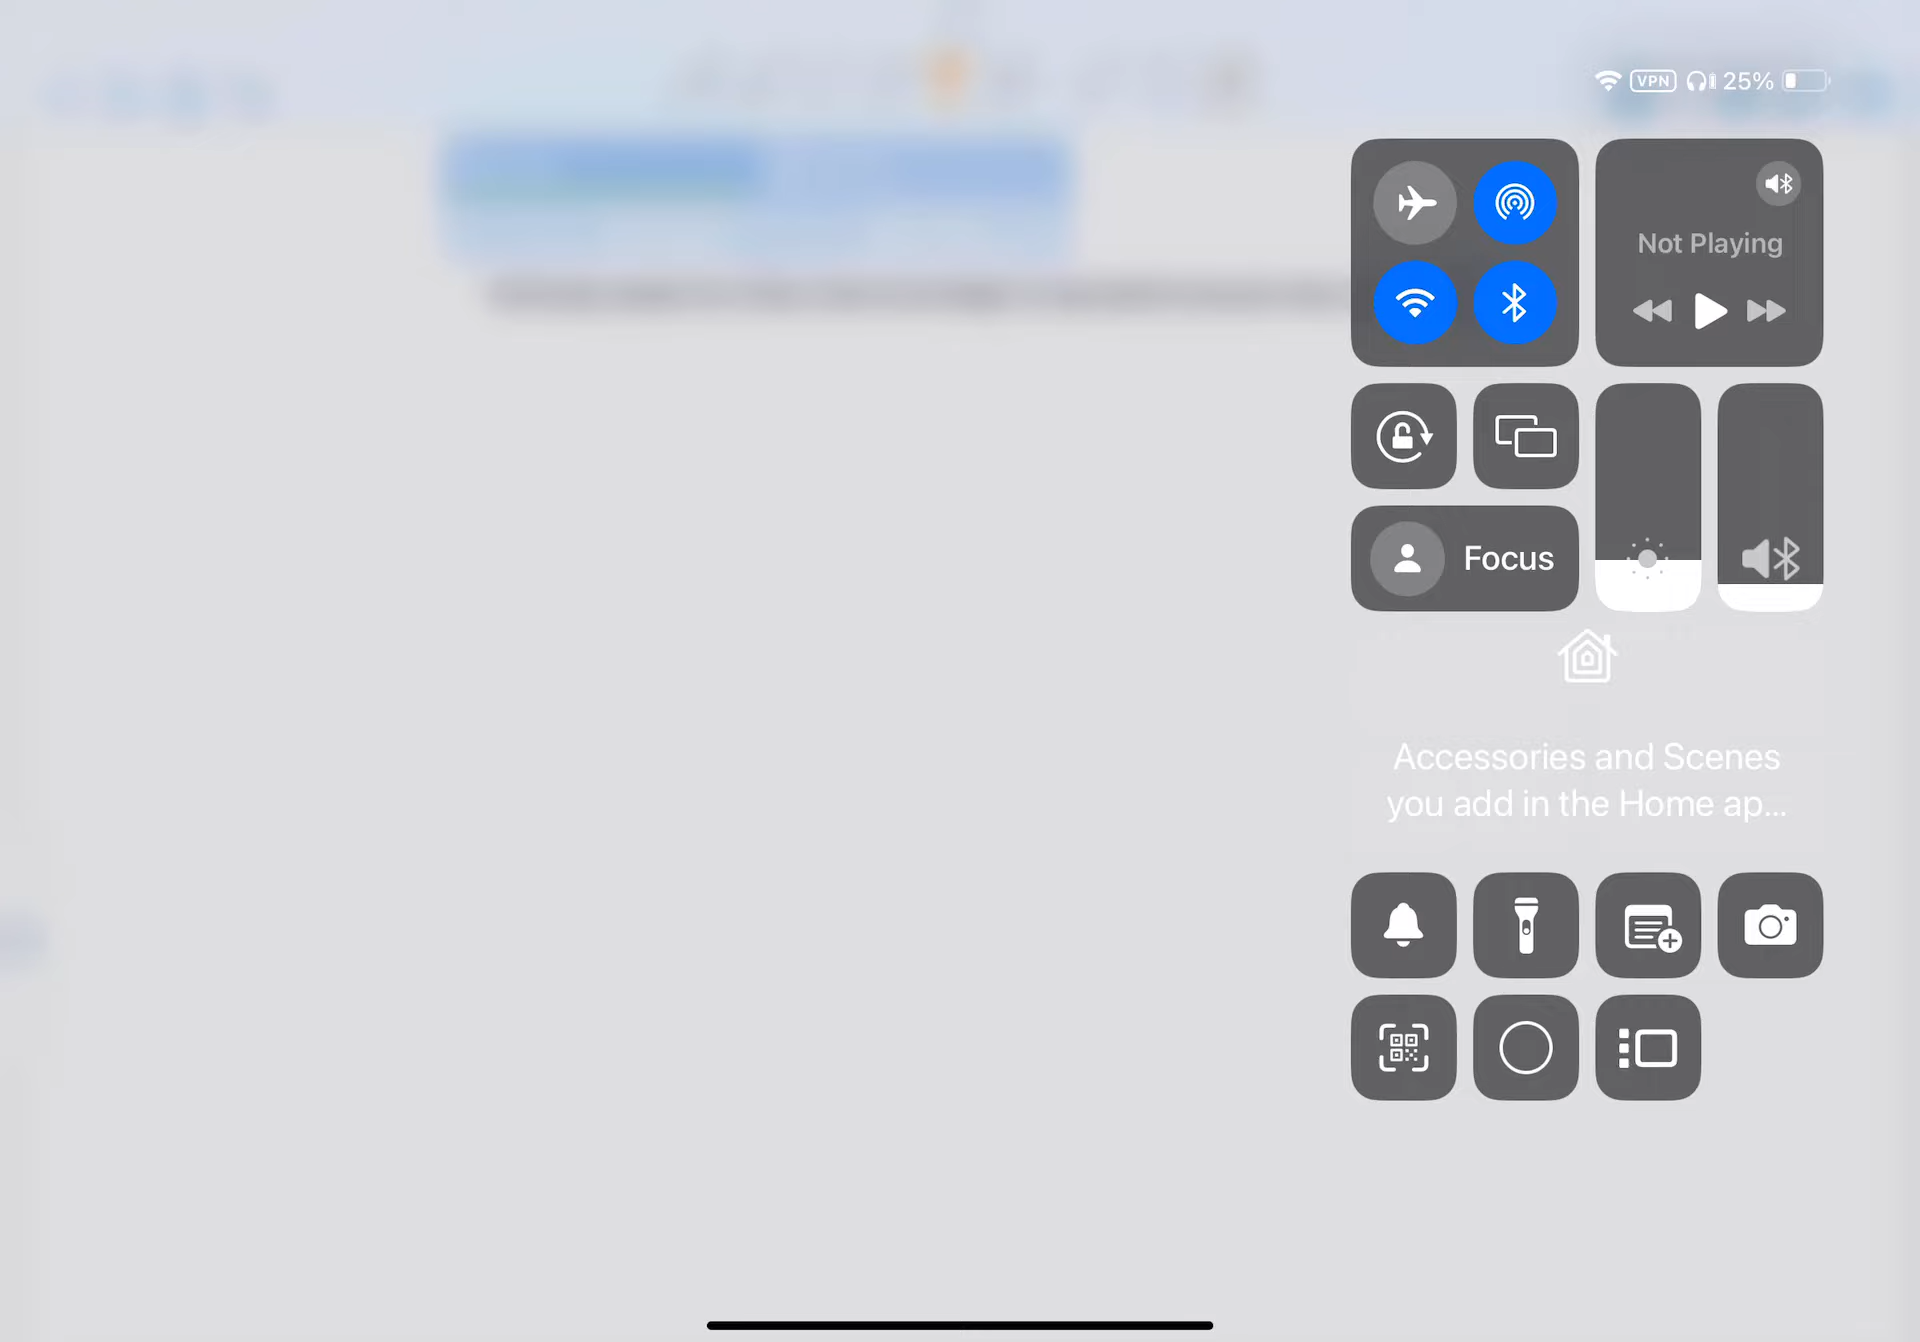 VPN 25%
Not Playing
Focus
Accessories and Scenes
you add in the Home ap...